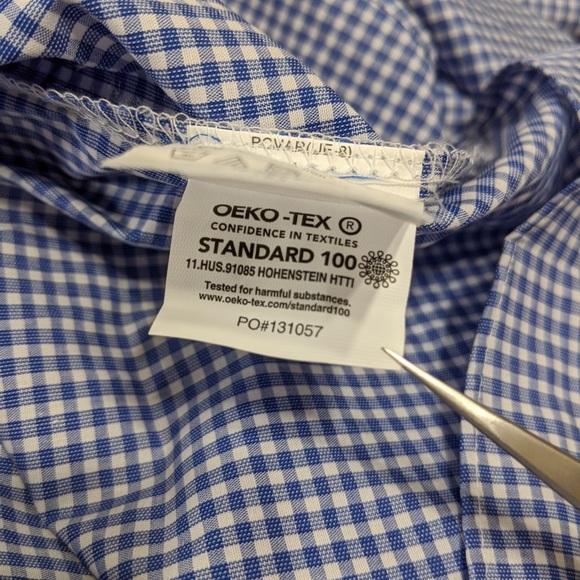 OEKO-TEX ®
CONFIDENCE IN TEXTILES
STANDARD 100
11.HUS.91085 HOHENSTEIN HTTI
Tested for harmful substances.
www.oeko-tex.com/standard100
PO#131057